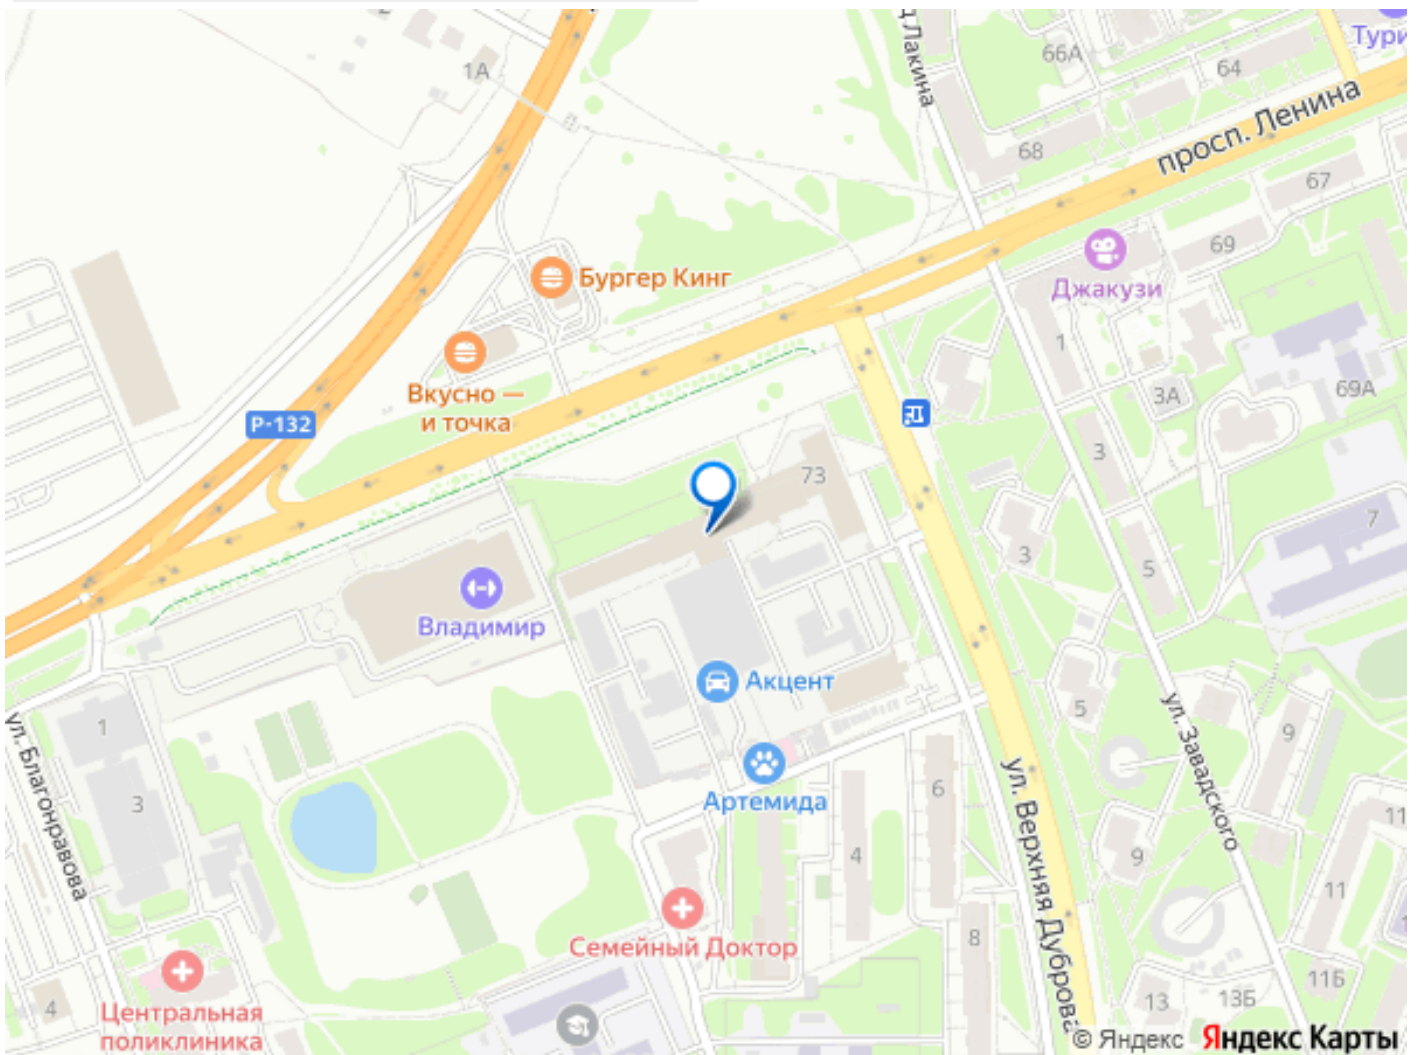 1А
д Лакина
66А
64
Тури
просп. Ленина
68
67
69
Бургер Кинг
Джакузи
1
Вкусно —
и точка
3А
69А
Р-132
3
73
7
3
5
Владимир
Акцент
5
9
ул. Завадского
ул. Благонравова
1
3
Артемида
6
4
ул. Верхняя Дуброва
9
11
11
Семейный Доктор
8
11Б
13
13Б
4
Центральная
поликлиника
© Яндекс Яндекс Карты